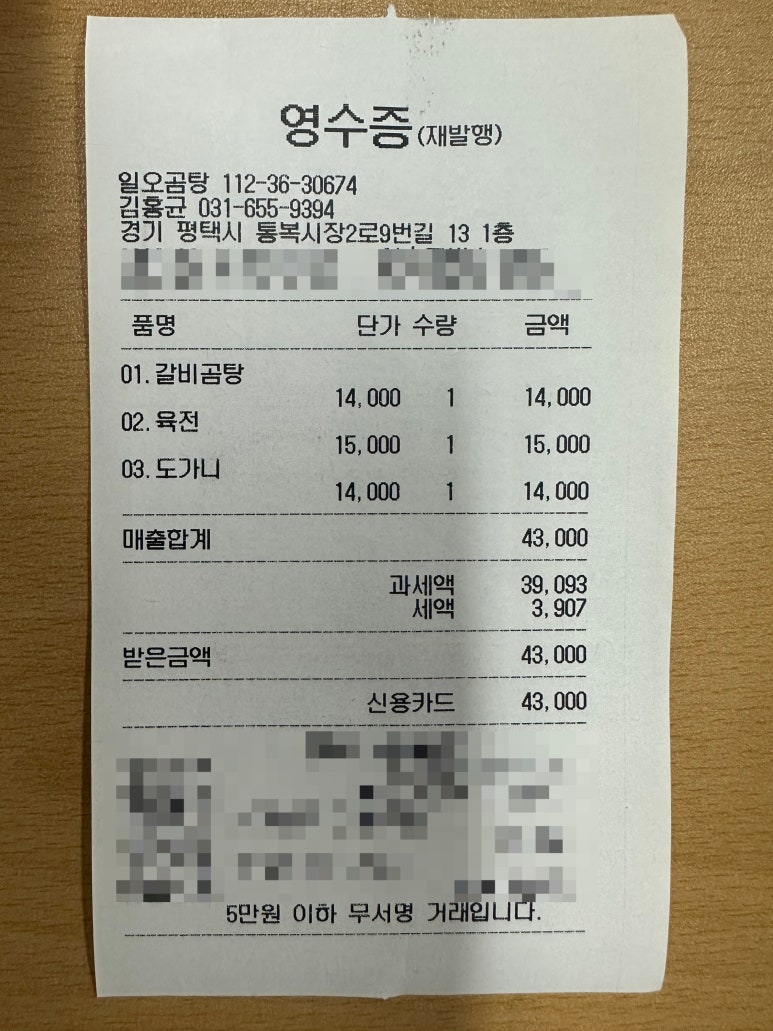 영수증(재발행)
일오곰탕 112-36-30674
김홍균 031-655-9394
경기 평택시 통복시장2로9번길 13 1층
품명 단가 수량 금액
01.갈비곰탕
14,000 1 14,000
02.육전
15,000 1 15,000
03.도가니
14,000 1 14,000
매출합계 43,000
과세액 39,093
세액 3,907
받은금액 43,000
신용카드 43,000
5만원 이하 무서명 거래입니다.